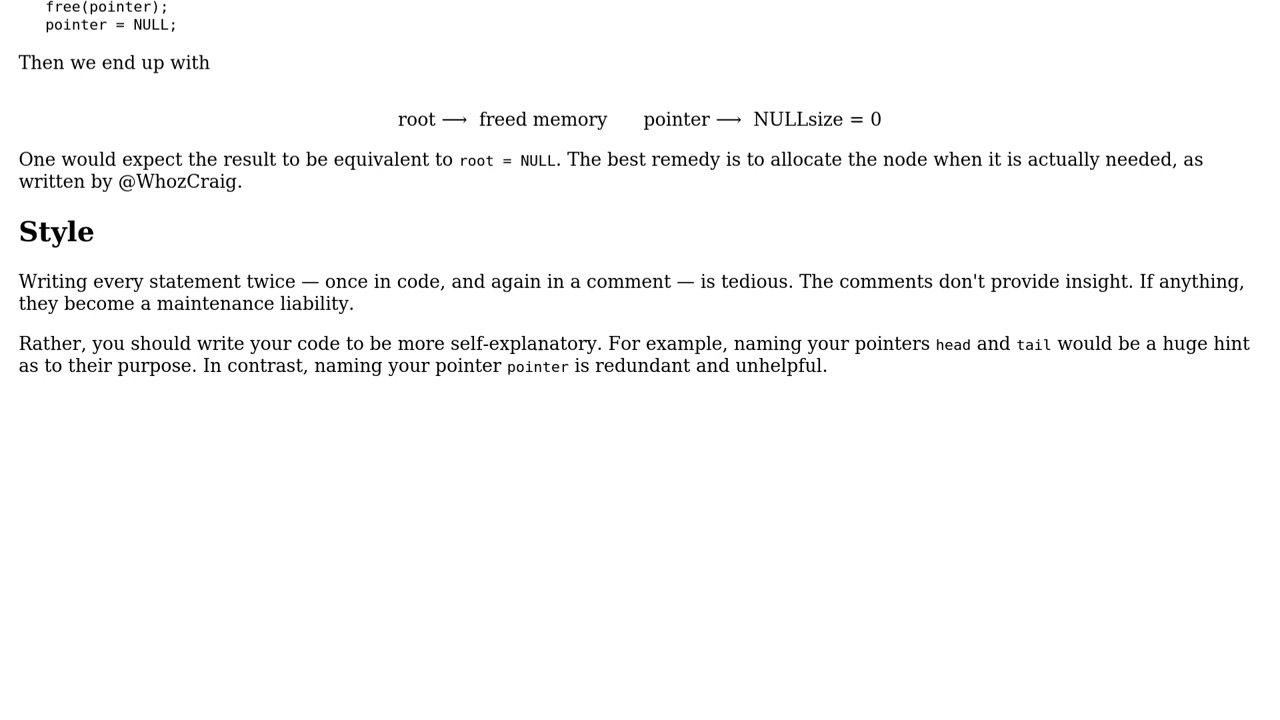 free(pointer);
pointer = NULL;
Then we end up with
root ⟶ freed memory pointer ⟶ NULLsize = 0
One would expect the result to be equivalent to root = NULL. The best remedy is to allocate the node when it is actually needed, as
written by @WhozCraig.
Style
Writing every statement twice — once in code, and again in a comment — is tedious. The comments don't provide insight. If anything,
they become a maintenance liability.
Rather, you should write your code to be more self-explanatory. For example, naming your pointers head and tail would be a huge hint
as to their purpose. In contrast, naming your pointer pointer is redundant and unhelpful.